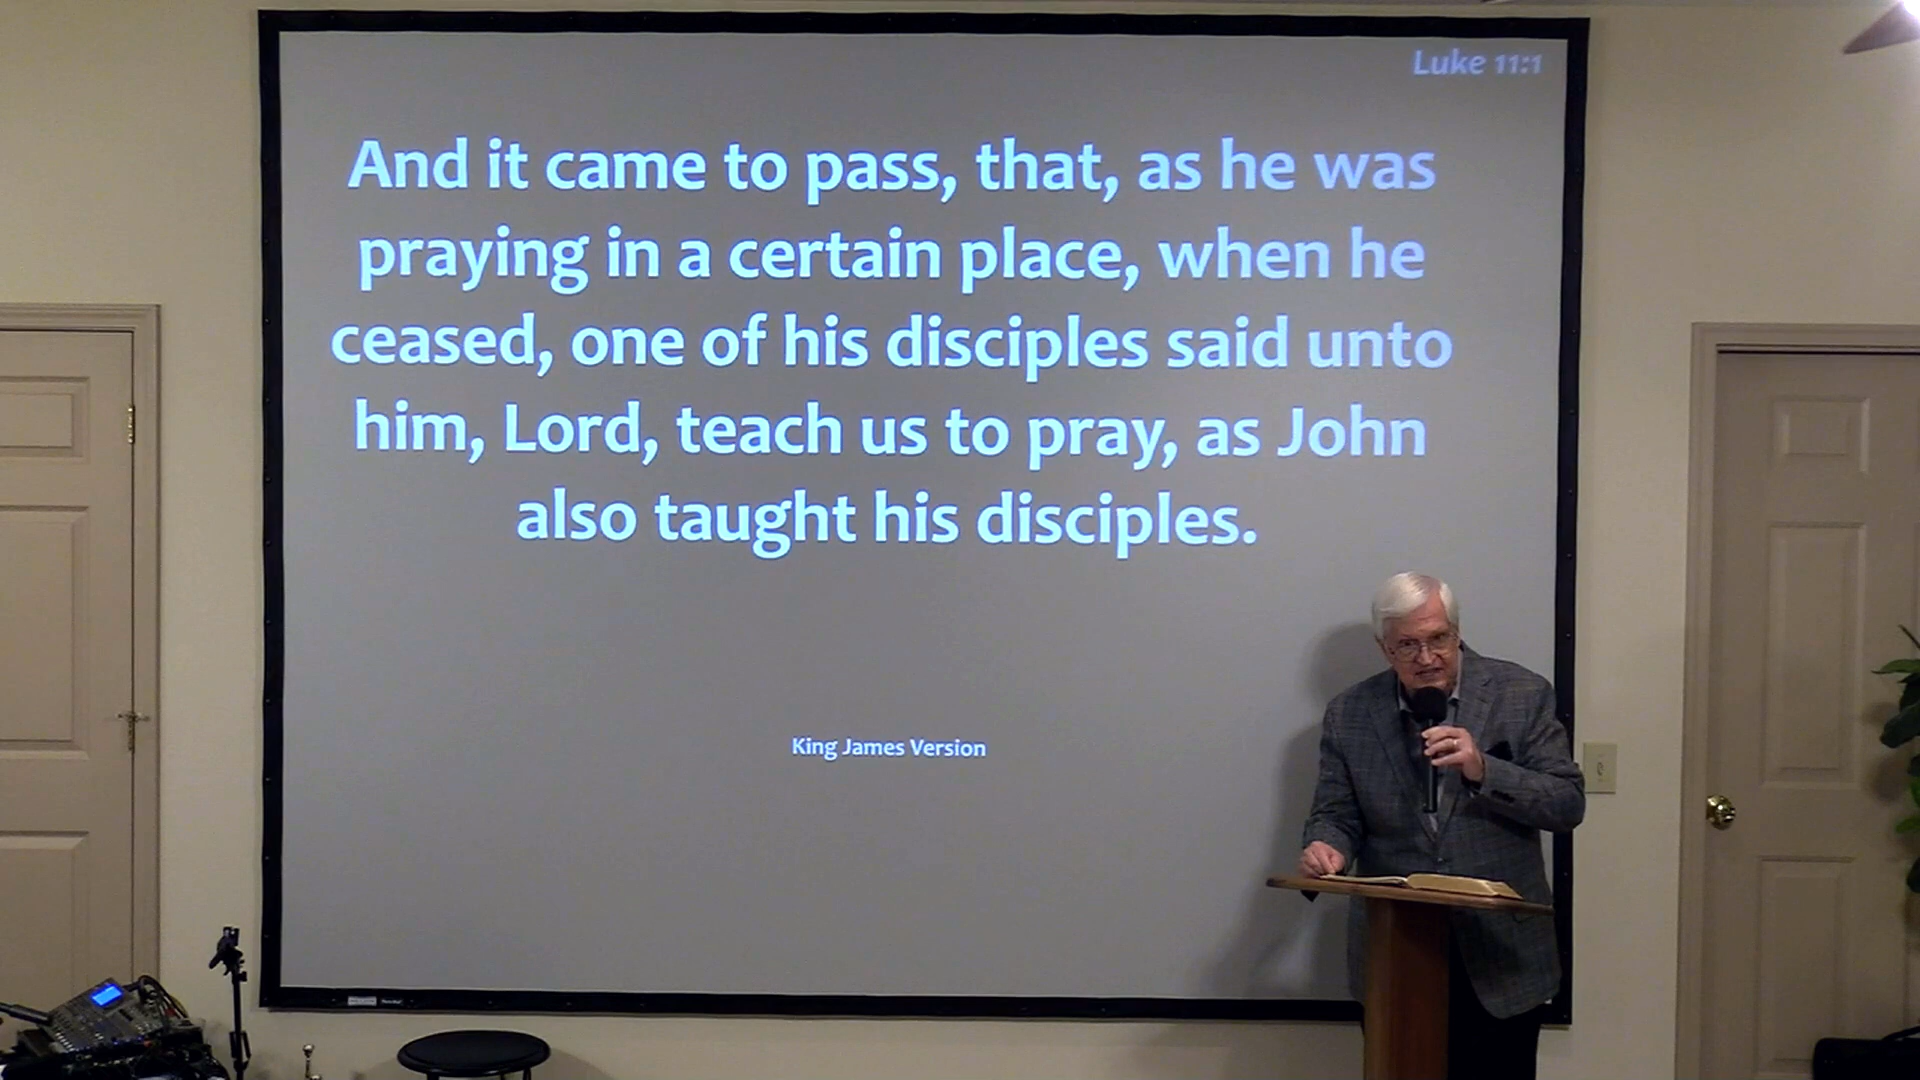 Luke 11:1
And it came to pass, that, as he was
praying in a certain place, when he
ceased, one of his disciples said unto
him, Lord, teach us to pray, as John
also taught his disciples.
King James Version